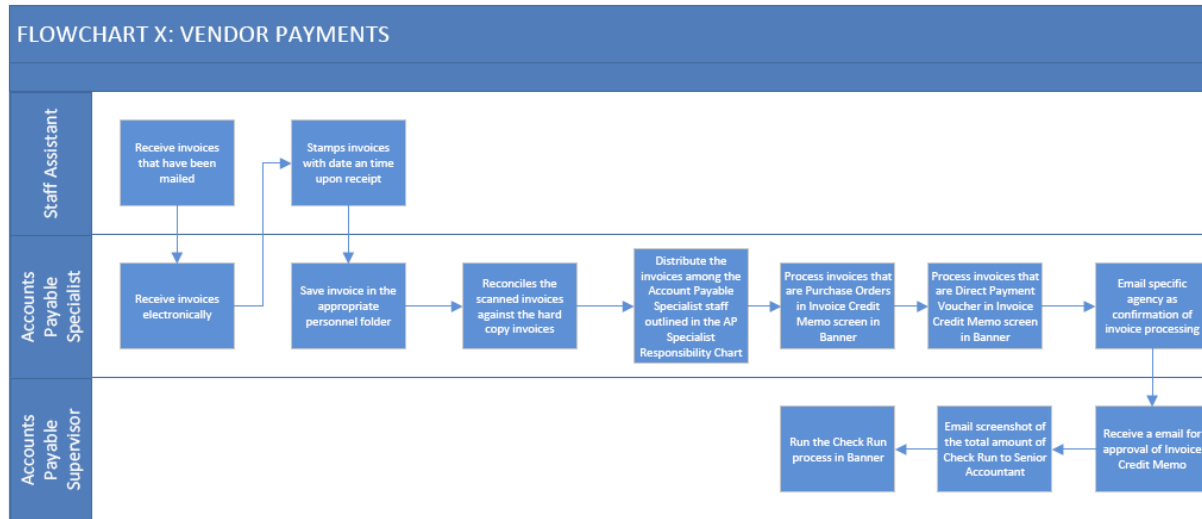 FLOWCHART X: VENDOR PAYMENTS
Staff Assistant
Receive invoices
that have been
mailed
Stamps invoices
with date an time
upon receipt
Accounts
Payable
Specialist
Receive invoices
electronically
Save invoice in the
appropriate
personnel folder
Reconciles the
scanned invoices
against the hard
copy invoices
Distribute the
invoices among the
Account Payable
Specialist staff
outlined in the AP
Specialist
Responsibility Chart
Process invoices that
are Purchase Orders
in Invoice Credit
Memo screen in
Banner
Process invoices that
are Direct Payment
Voucher in Invoice
Credit Memo screen
in Banner
Email specific
agency as
confirmation of
invoice processing
Accounts
Payable
Supervisor
Run the Check Run
process in Banner
Email screenshot of
the total amount of
Check Run to Senior
Accountant
Receive a email for
approval of Invoice
Credit Memo